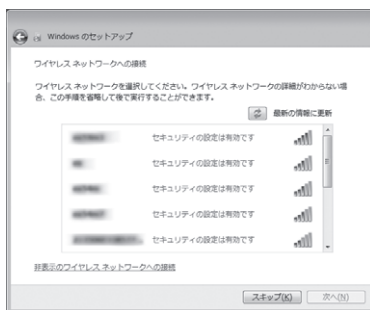 Windows のセットアップ
ワイヤレス ネットワークへの接続
ワイヤレス ネットワークを選択してください。ワイヤレス ネットワークの詳細がわからない場
合、この手順を省略して後で実行することができます。
最新の情報に更新
セキュリティの設定は有効です
セキュリティの設定は有効です
セキュリティの設定は有効です
セキュリティの設定は有効です
セキュリティの設定は有効です
非表示のワイヤレス ネットワークへの接続
スキップ(K) 次へ(N)